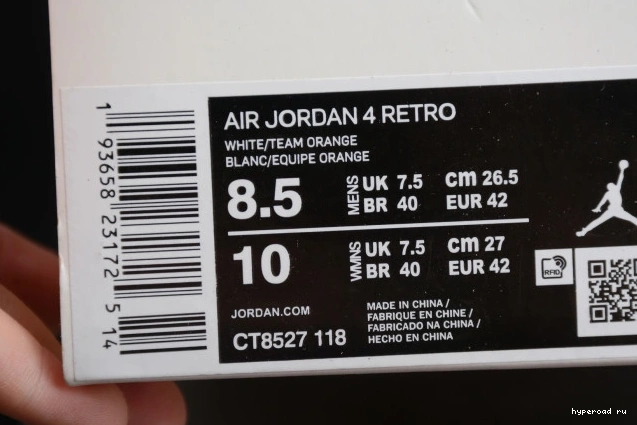 1 93658 23172 5 14
AIR JORDAN 4 RETRO
WHITE/TEAM ORANGE
BLANC/EQUIPE ORANGE
8.5 MENS UK 7.5 cm 26.5
BR 40 EUR 42
10 WMNS UK 7.5 cm 27
BR 40 EUR 42
RFID
JORDAN.COM
CT8527 118
MADE IN CHINA /
FABRIQUE EN CHINE /
FABRICADO NA CHINA /
HECHO EN CHINA
hyperoad ru